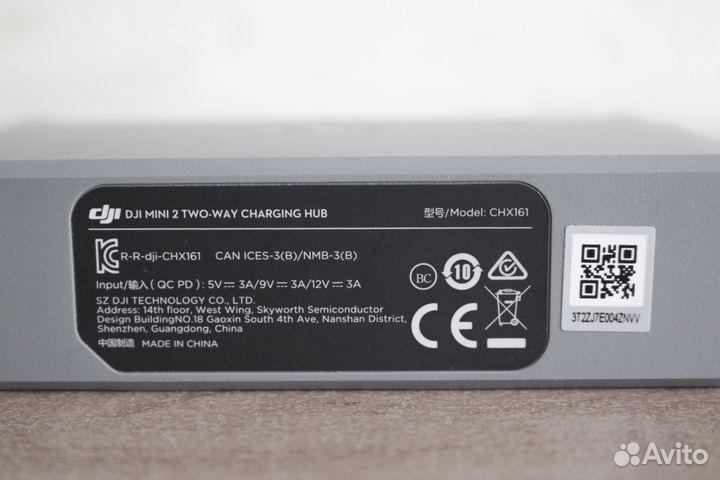 dji DJI MINI 2 TWO-WAY CHARGING HUB 型号/Model: CHX161
R-R-dji-CHX161 CAN ICES-3(B)/NMB-3(B)
Input/输入 ( QC PD ) : 5V⎓3A/9V⎓3A/12V⎓3A
SZ DJI TECHNOLOGY CO., LTD.
Address: 14th floor, West Wing, Skyworth Semiconductor
Design BuildingNO.18 Gaoxin South 4th Ave, Nanshan District,
Shenzhen, Guangdong, China
中国制造 MADE IN CHINA
BC
10
CE
3T2ZJ7E004ZNVV
Avito